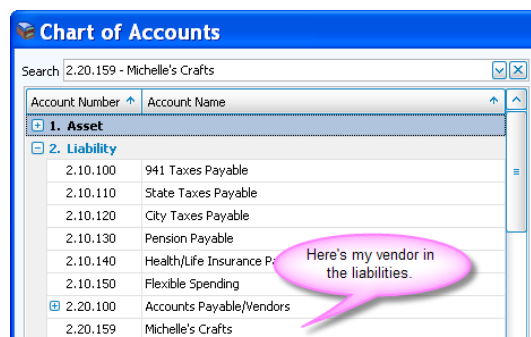 Chart of Accounts
Search 2.20.159 - Michelle's Crafts
Account Number Account Name
1. Asset
2. Liability
2.10.100 941 Taxes Payable
2.10.110 State Taxes Payable
2.10.120 City Taxes Payable
2.10.130 Pension Payable
2.10.140 Health/Life Insurance P
2.10.150 Flexible Spending
2.20.100 Accounts Payable/Vendors
2.20.159 Michelle's Crafts
Here's my vendor in
the liabilities.